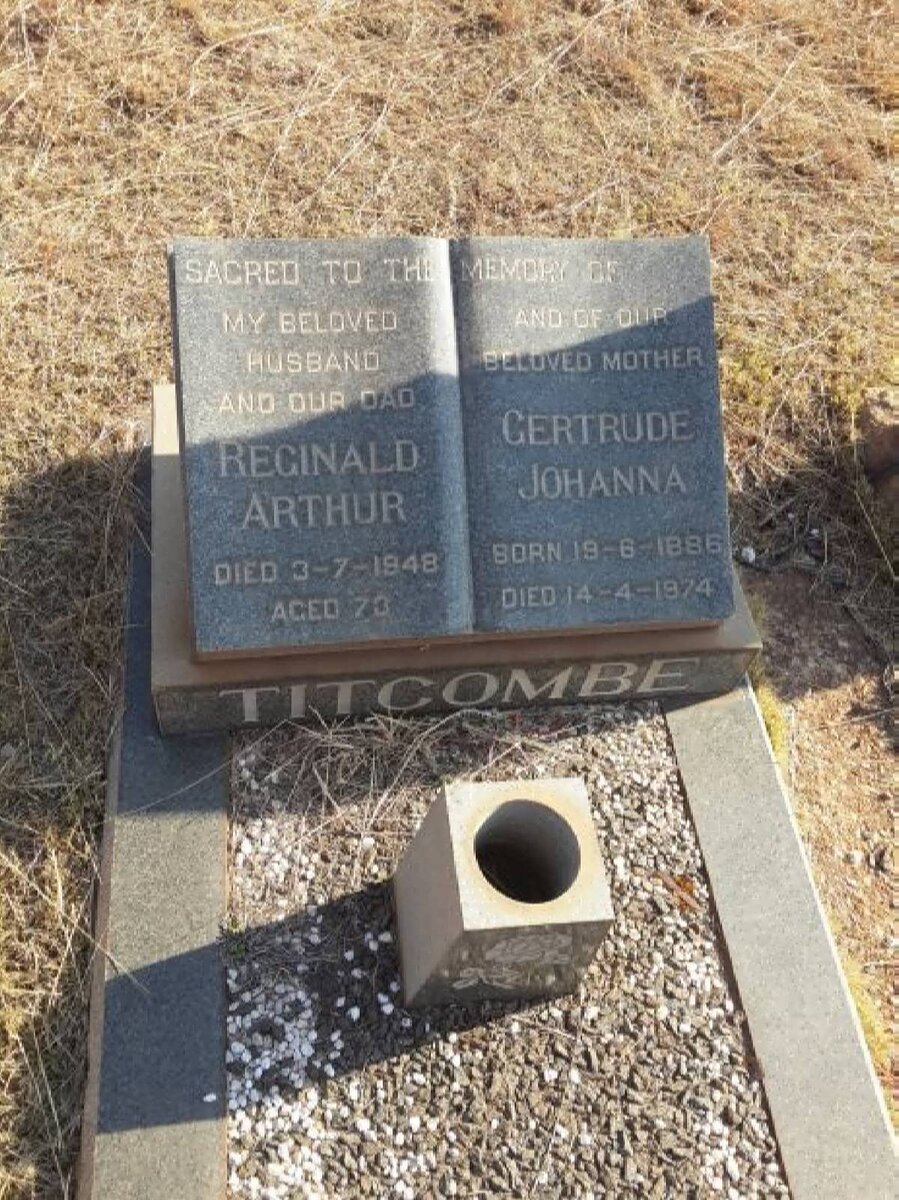 SACRED TO THE MEMORY OF
MY BELOVED
HUSBAND
AND OUR DAD
REGINALD
ARTHUR
DIED 3-7-1948
AGED 73
AND OF OUR
BELOVED MOTHER
GERTRUDE
JOHANNA
BORN 19-6-1886
DIED 14-4-1974
TITCOMBE